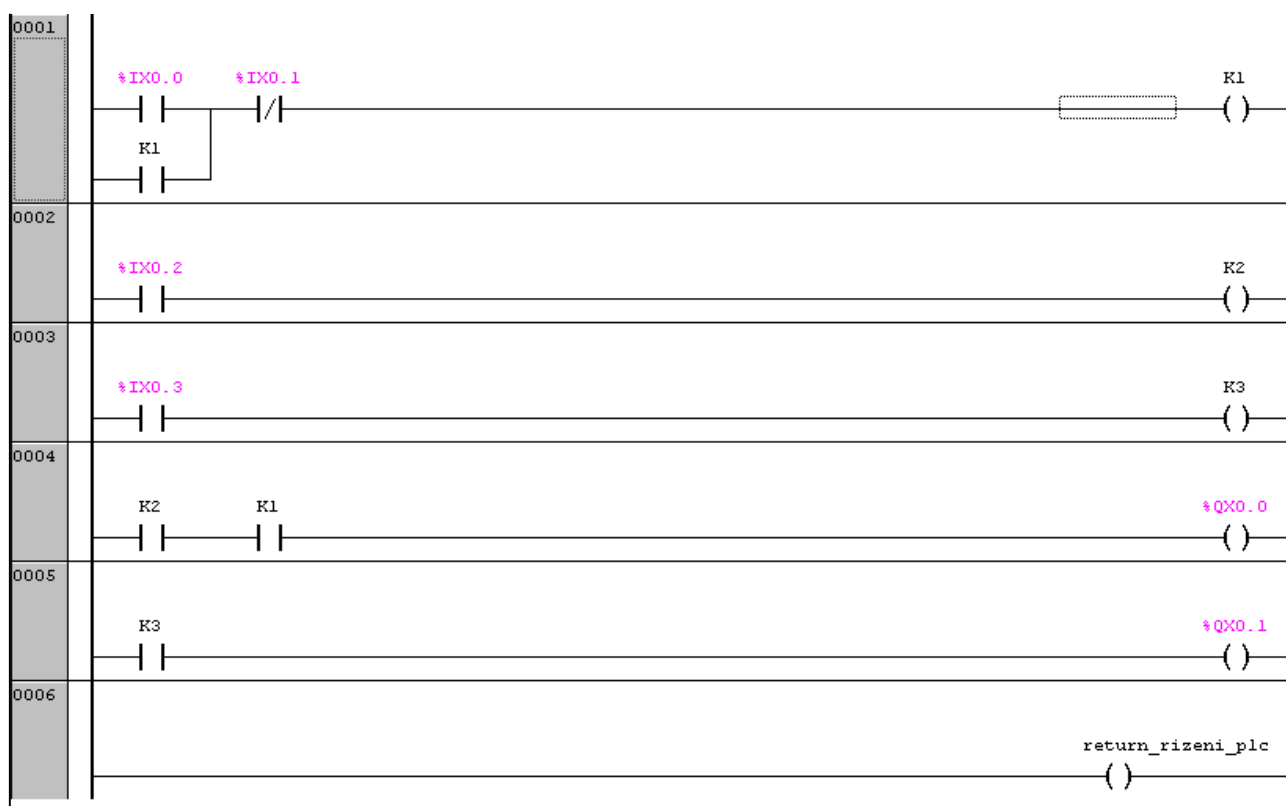 0001
%IX0.0 %IX0.1 K1
K1
0002
%IX0.2 K2
0003
%IX0.3 K3
0004
K2 K1 %QX0.0
0005
K3 %QX0.1
0006
return_rizeni_plc